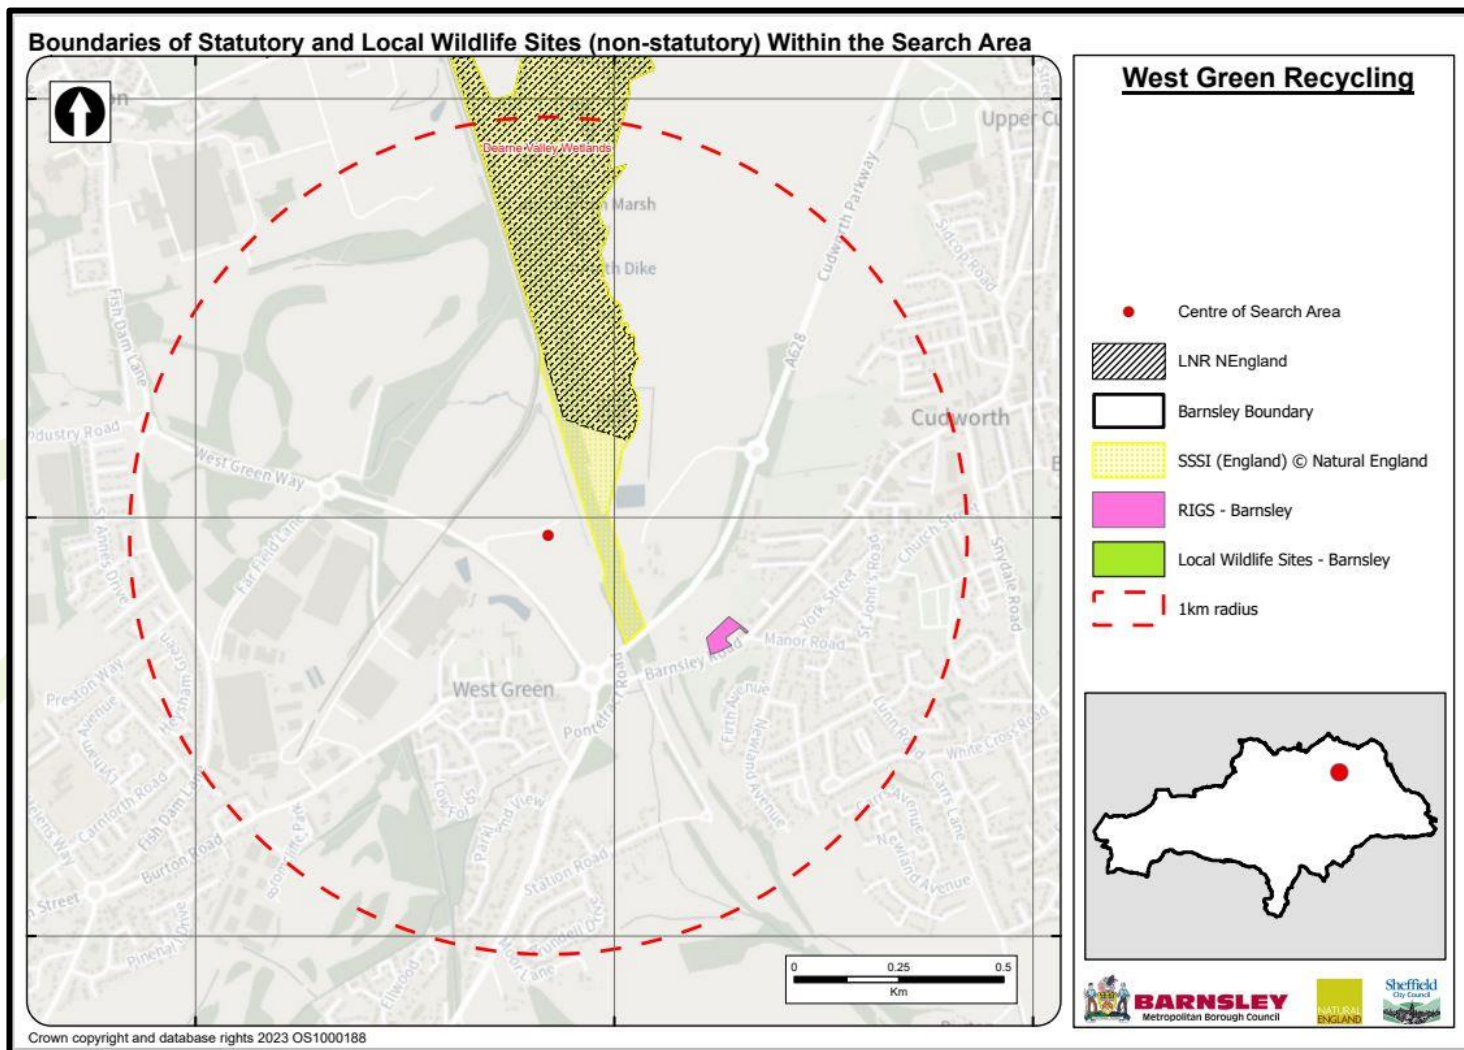 Boundaries of Statutory and Local Wildlife Sites (non-statutory) Within the Search Area
West Green Recycling
Upper Cu
Dearne Valley Wetlands
Marsh
Dike
Cudworth Parkway
Sidcop Road
A628
Fish Dam Lane
Cudworth
ndustry Road
West Green Way
Far Field Lane
St Annes Drive
Church Street
Snydale Road
York Street
St John's Road
Manor Road
Barnsley Road
West Green
Pontefract Road
Preston Way
Firth Avenue
Newland Avenue
Lunn Road
White Cross Road
Carrs Avenue
Carrs Lane
Newland Avenue
Carnforth Road
Fish Dam Lane
Burton Road
Station Road
Moor Lane
Ellwood
Street
Centre of Search Area
LNR NEngland
Barnsley Boundary
SSSI (England) © Natural England
RIGS - Barnsley
Local Wildlife Sites - Barnsley
1km radius
0 0.25 0.5
Km
BARNSLEY
Metropolitan Borough Council
NATURAL
ENGLAND
Sheffield
City Council
Crown copyright and database rights 2023 OS1000188